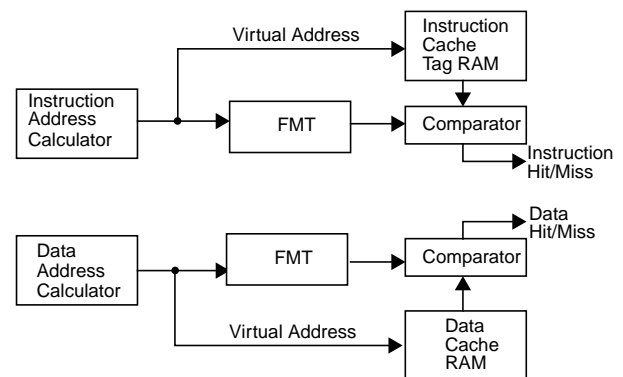 Virtual Address
Instruction
Cache
Tag RAM
Instruction
Address
Calculator
FMT
Comparator
Instruction
Hit/Miss
Data
Hit/Miss
Data
Address
Calculator
FMT
Comparator
Virtual Address
Data
Cache
RAM